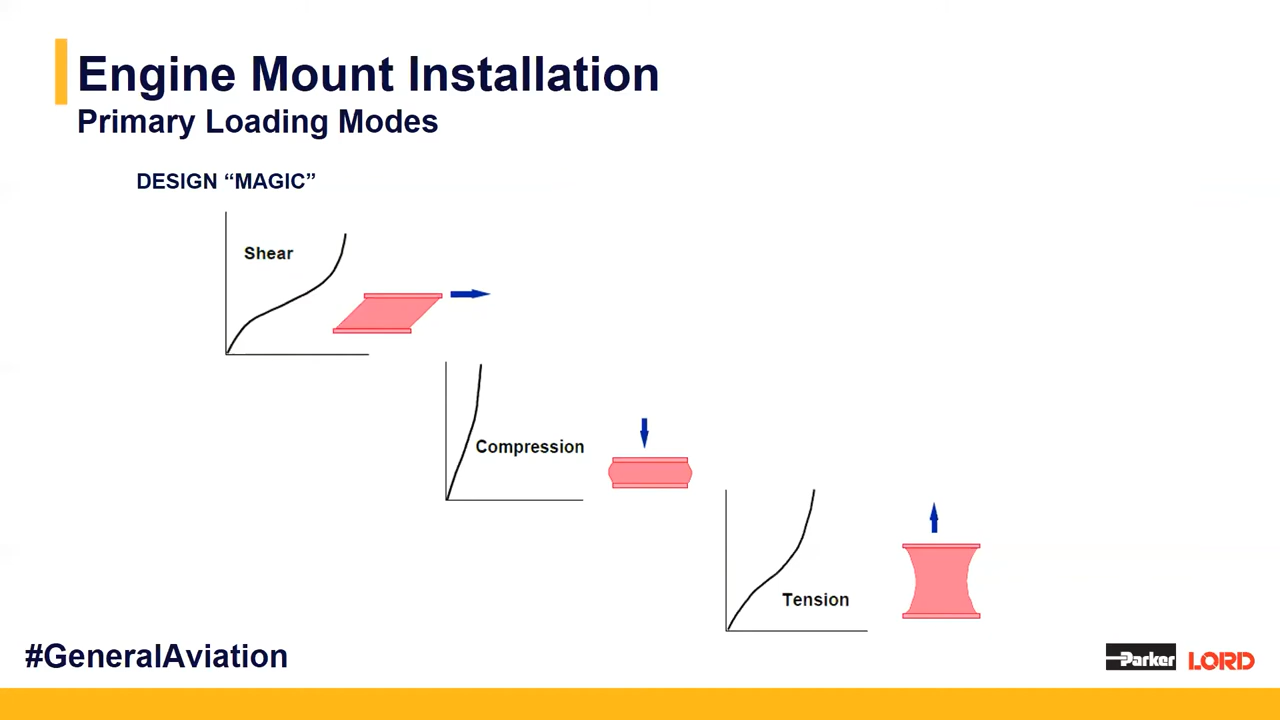 Engine Mount Installation
Primary Loading Modes
DESIGN “MAGIC”
Shear
Compression
Tension
#GeneralAviation
Parker LORD